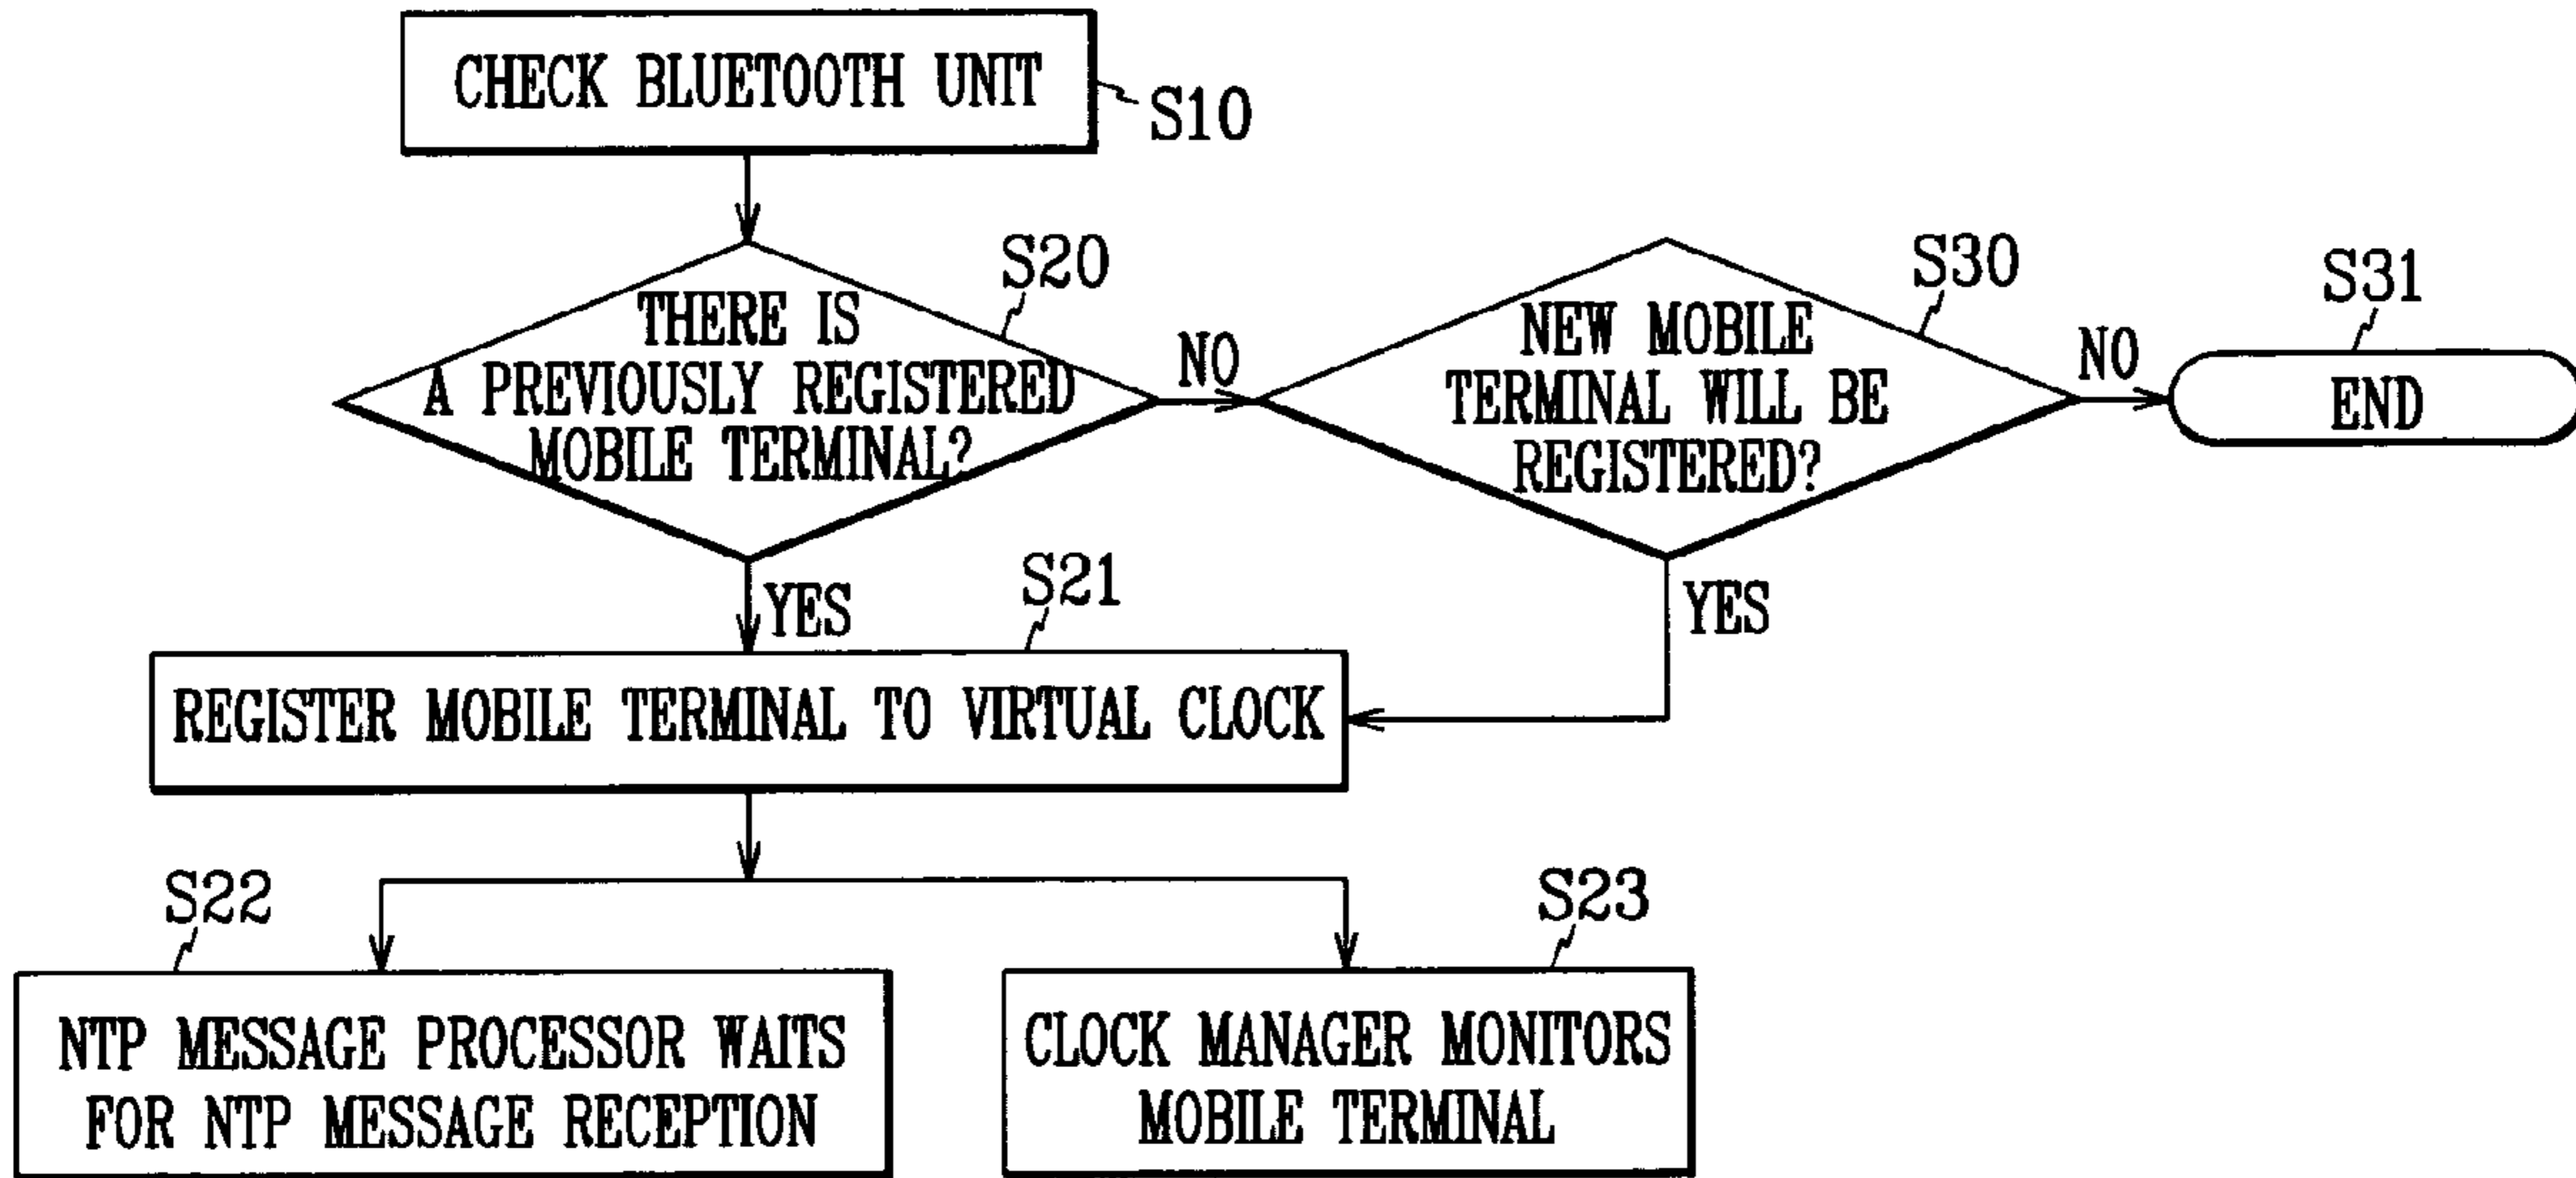 CHECK BLUETOOTH UNIT
S10
THERE IS
A PREVIOUSLY REGISTERED
MOBILE TERMINAL?
S20
NO
NEW MOBILE
TERMINAL WILL BE
REGISTERED?
S30
NO
S31
END
YES
YES
S21
REGISTER MOBILE TERMINAL TO VIRTUAL CLOCK
S22
NTP MESSAGE PROCESSOR WAITS
FOR NTP MESSAGE RECEPTION
S23
CLOCK MANAGER MONITORS
MOBILE TERMINAL